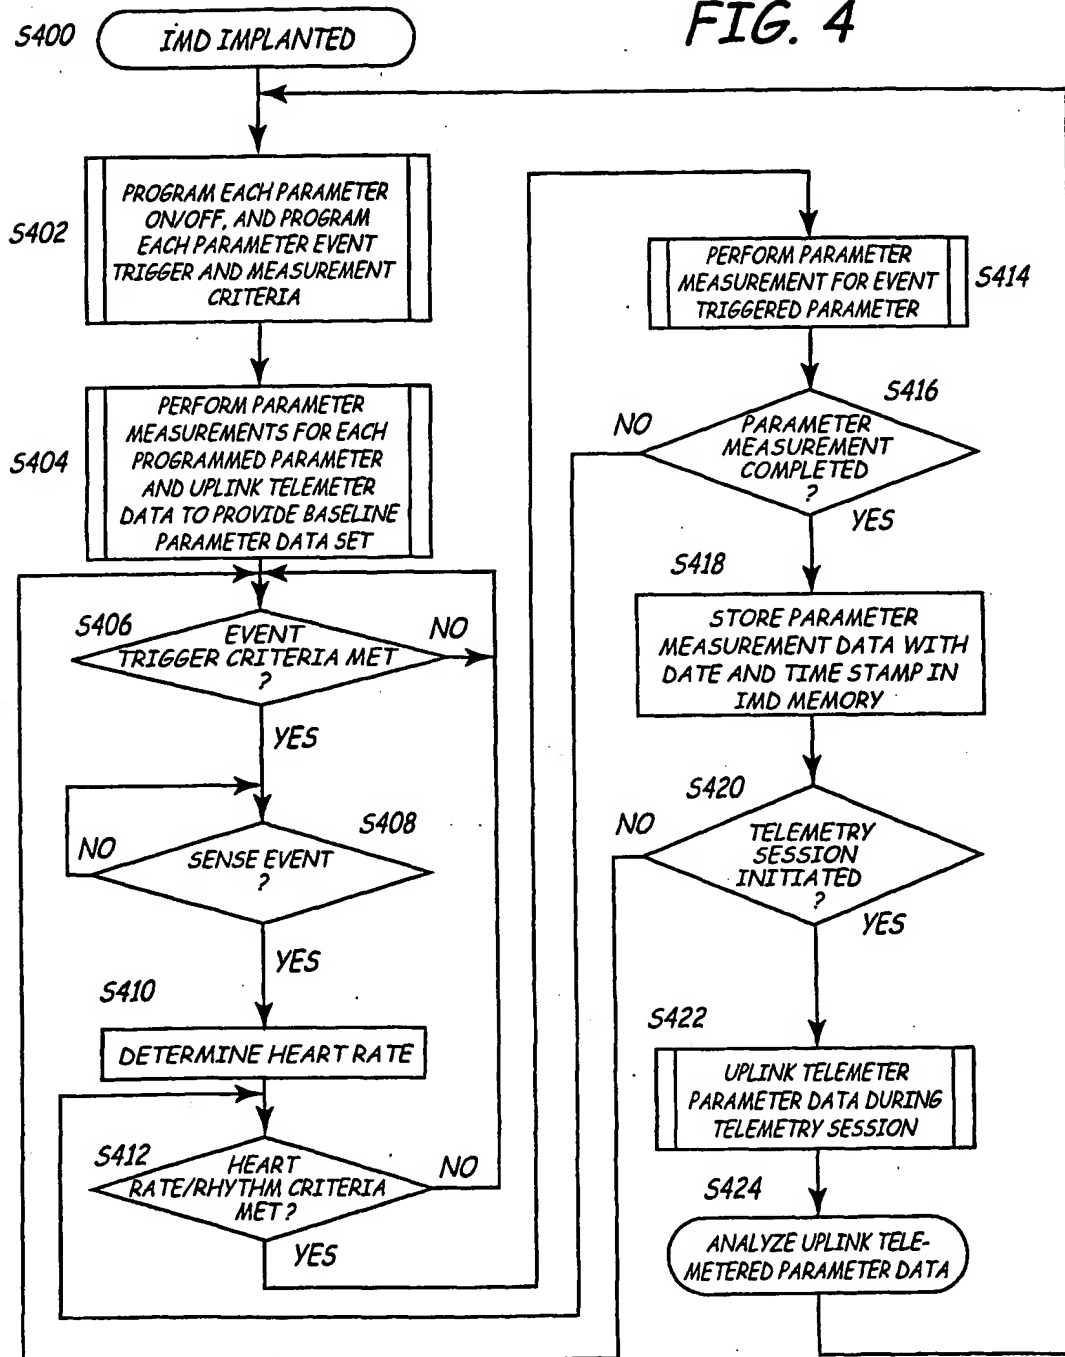 FIG. 4
S400
IMD IMPLANTED
S402
PROGRAM EACH PARAMETER
ON/OFF, AND PROGRAM
EACH PARAMETER EVENT
TRIGGER AND MEASUREMENT
CRITERIA
S404
PERFORM PARAMETER
MEASUREMENTS FOR EACH
PROGRAMMED PARAMETER
AND UPLINK TELEMETER
DATA TO PROVIDE BASELINE
PARAMETER DATA SET
S406
EVENT
TRIGGER CRITERIA MET
?
NO
YES
S408
SENSE EVENT
?
NO
YES
S410
DETERMINE HEART RATE
S412
HEART
RATE/RHYTHM CRITERIA
MET?
NO
YES
PERFORM PARAMETER
MEASUREMENT FOR EVENT
TRIGGERED PARAMETER
S414
S416
PARAMETER
MEASUREMENT
COMPLETED
?
NO
YES
S418
STORE PARAMETER
MEASUREMENT DATA WITH
DATE AND TIME STAMP IN
IMD MEMORY
S420
TELEMETRY
SESSION
INITIATED
?
NO
YES
S422
UPLINK TELEMETER
PARAMETER DATA DURING
TELEMETRY SESSION
S424
ANALYZE UPLINK TELE-
METERED PARAMETER DATA